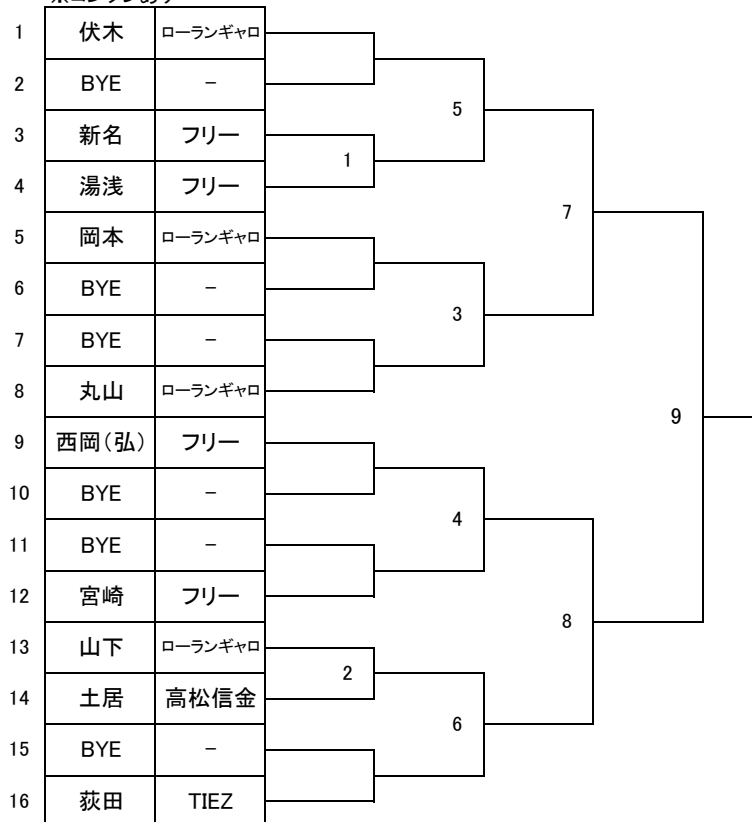 1 伏木 ローランギャロ
2 BYE −
5
3 新名 フリー
1
4 湯浅 フリー
7
5 岡本 ローランギャロ
6 BYE −
3
7 BYE −
8 丸山 ローランギャロ
9
9 西岡(弘) フリー
10 BYE −
4
11 BYE −
12 宮崎 フリー
8
13 山下 ローランギャロ
2
14 土居 高松信金
6
15 BYE −
16 荻田 TIEZ